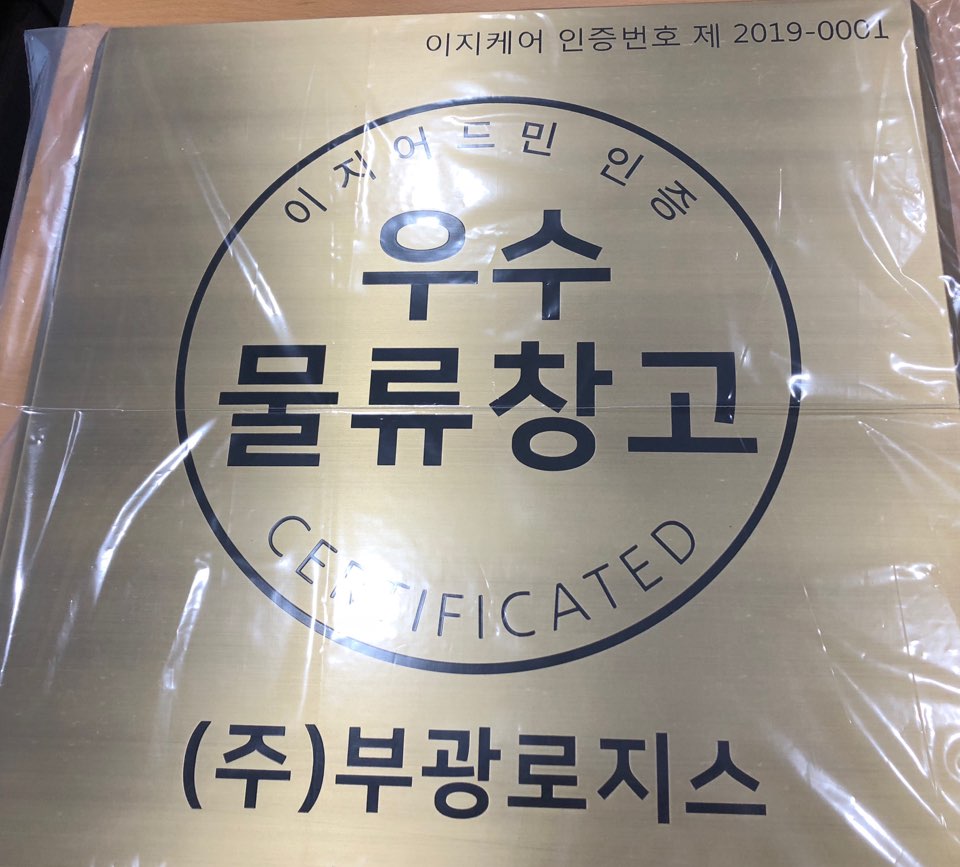 이지케어 인증번호 제 2019-0001
이지어드민 인증
우수
물류창고
CERTIFICATED
(주)부광로지스